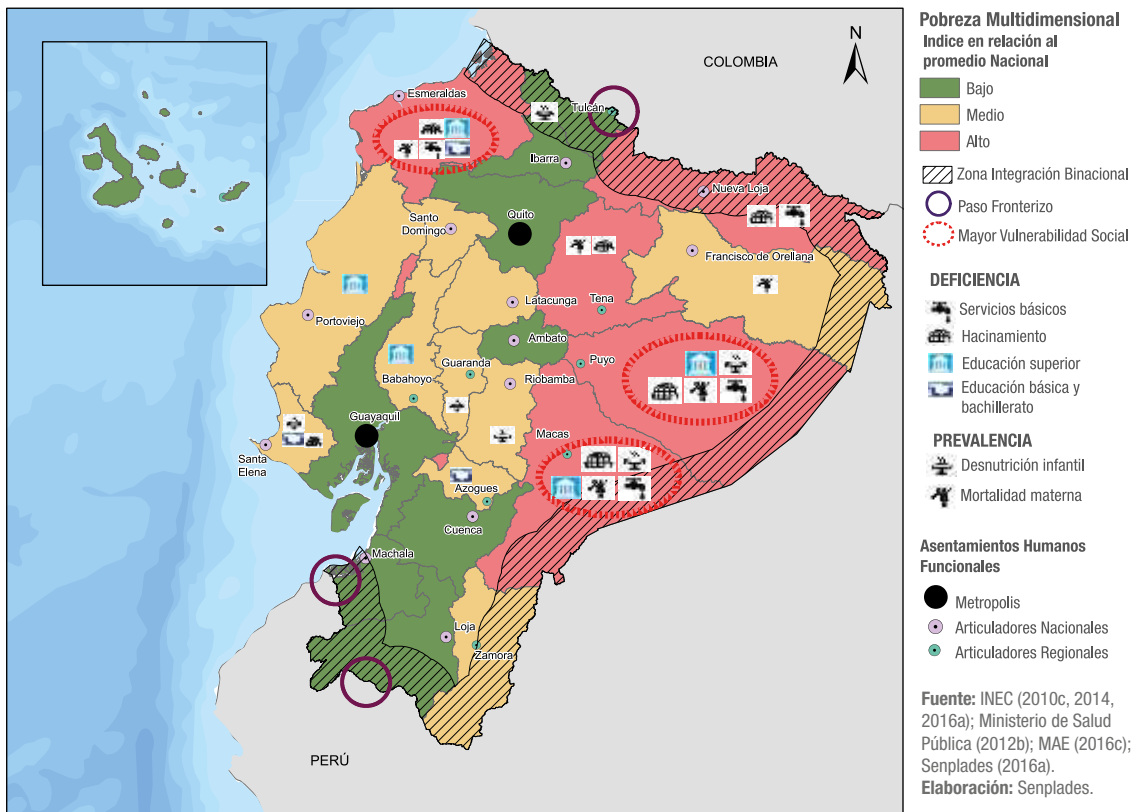 N
COLOMBIA
Esmeraldas
Tulcán
Ibarra
Nueva Loja
Santo
Domingo
Quito
Francisco de Orellana
Latacunga
Tena
Portoviejo
Ambato
Puyo
Guaranda
Babahoyo
Riobamba
Guayaquil
Macas
Santa
Elena
Azogues
Cuenca
Machala
Loja
Zamora
PERÚ
Pobreza Multidimensional
Indice en relación al
promedio Nacional
Bajo
Medio
Alto
Zona Integración Binacional
Paso Fronterizo
Mayor Vulnerabilidad Social
DEFICIENCIA
Servicios básicos
Hacinamiento
Educación superior
Educación básica y
bachillerato
PREVALENCIA
Desnutrición infantil
Mortalidad materna
Asentamientos Humanos
Funcionales
Metropolis
Articuladores Nacionales
Articuladores Regionales
Fuente: INEC (2010c, 2014,
2016a); Ministerio de Salud
Pública (2012b); MAE (2016c);
Senplades (2016a).
Elaboración: Senplades.